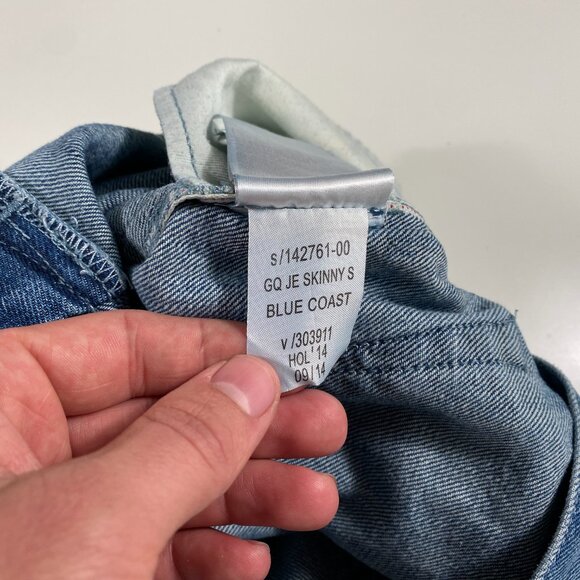 s/142761-00
GQ JE SKINNY S
BLUE COAST
v/303911
HOL'14
09/14